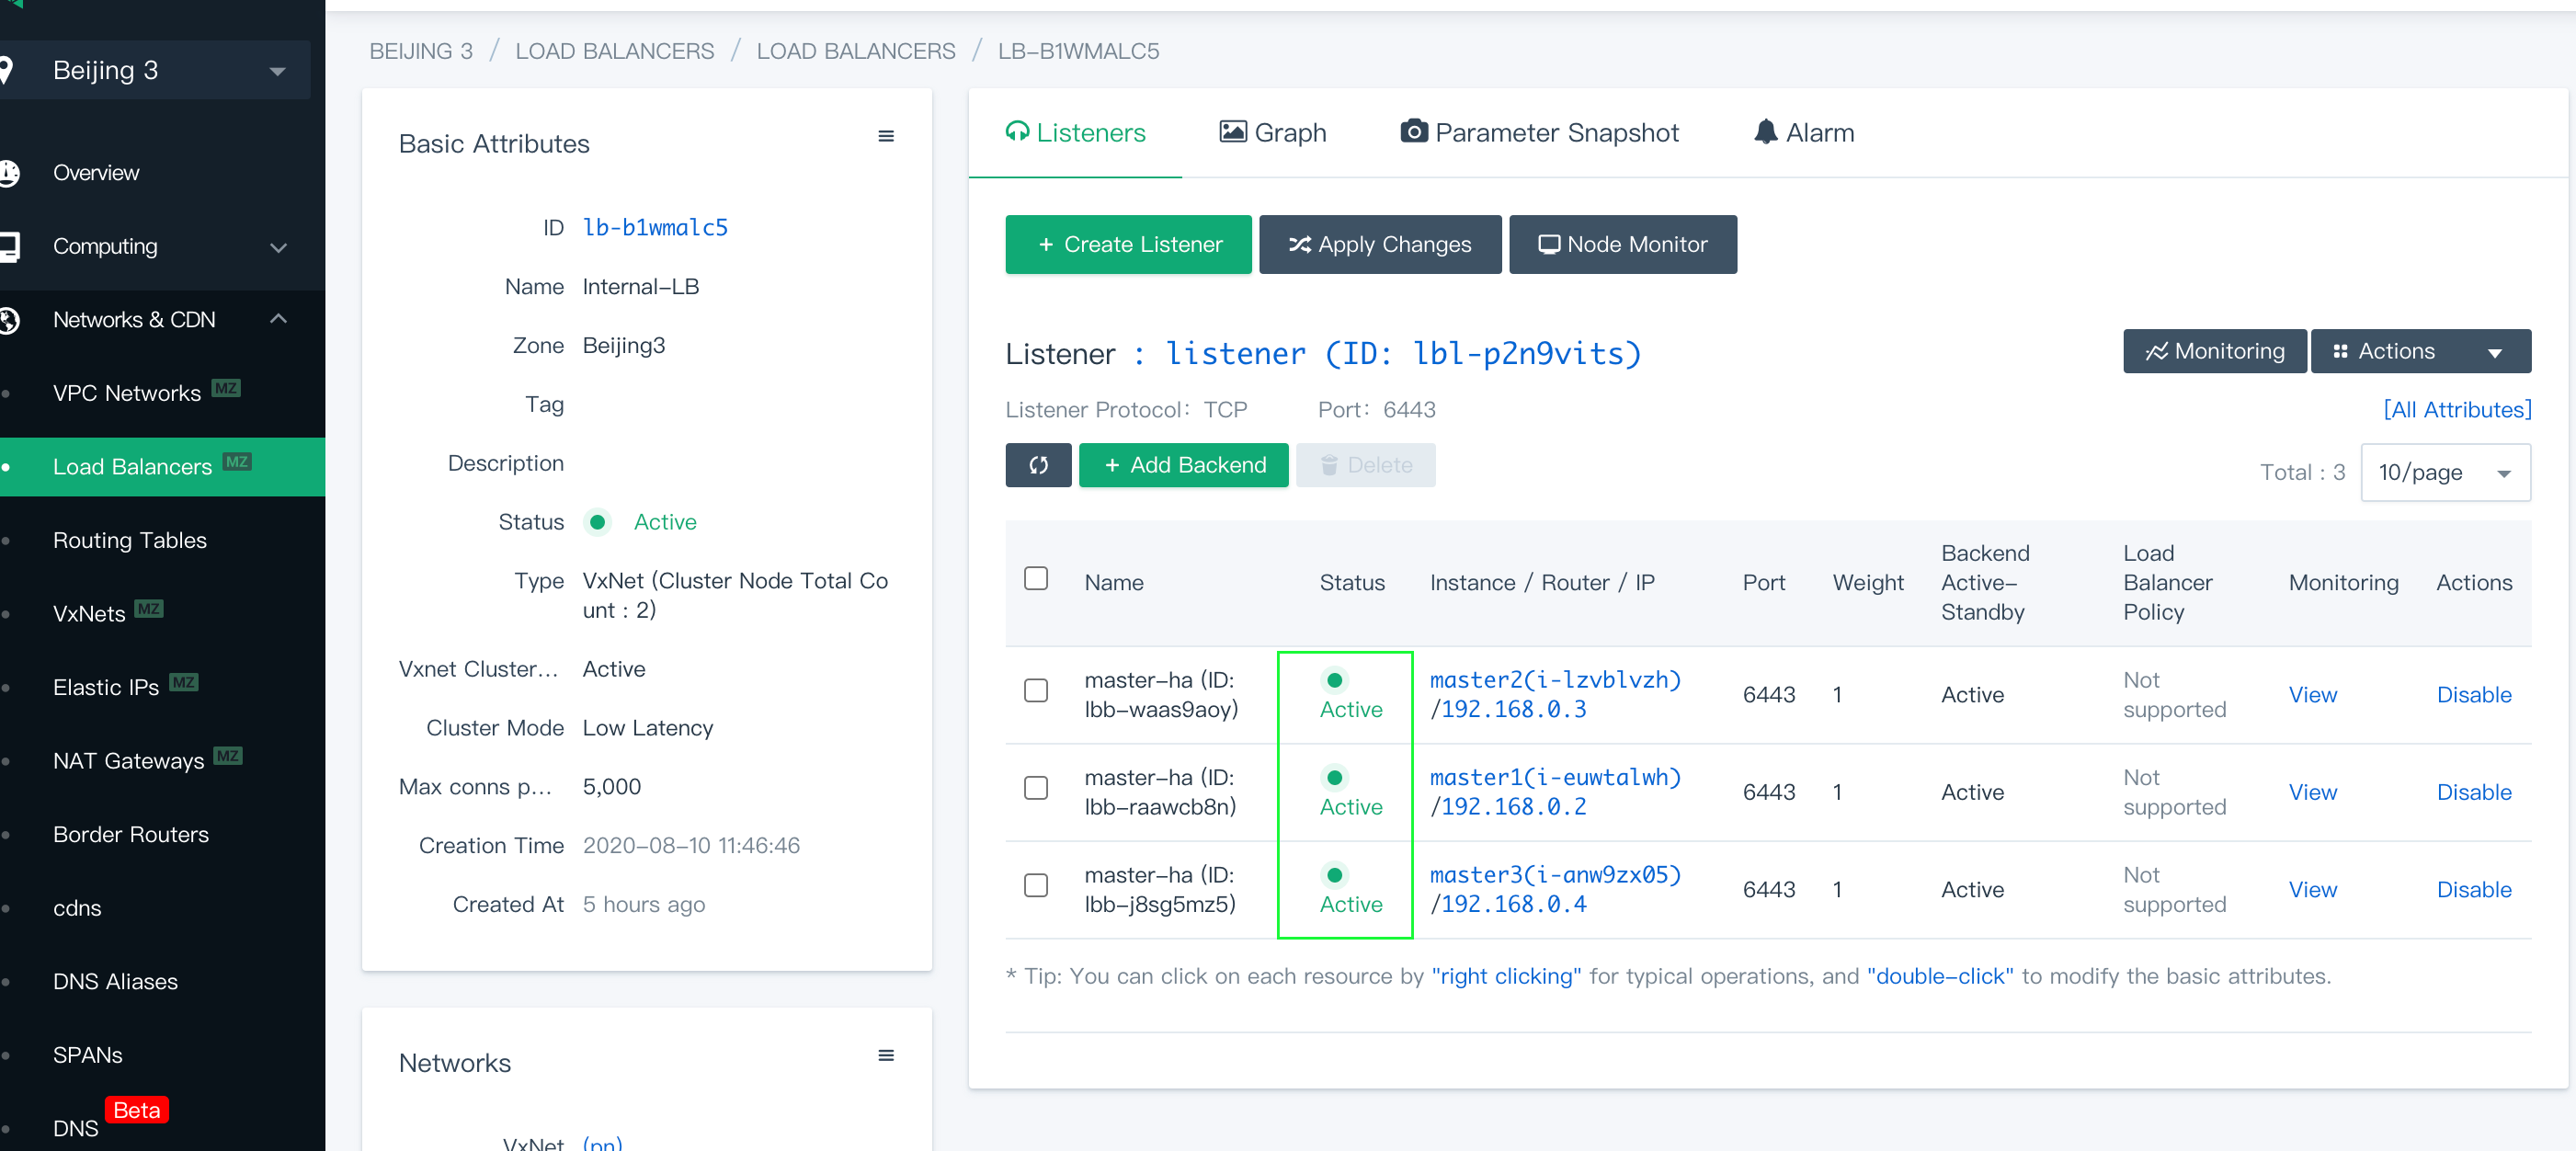 Beijing 3
Overview
Computing
Networks & CDN
VPC Networks MZ
Load Balancers MZ
Routing Tables
VxNets MZ
Elastic IPs MZ
NAT Gateways MZ
Border Routers
cdns
DNS Aliases
SPANs
DNS Beta
BEIJING 3 / LOAD BALANCERS / LOAD BALANCERS / LB-B1WMALC5
Basic Attributes
ID lb-b1wmalc5
Name Internal-LB
Zone Beijing3
Tag
Description
Status Active
Type VxNet (Cluster Node Total Co
unt : 2)
Vxnet Cluster... Active
Cluster Mode Low Latency
Max conns p... 5,000
Creation Time 2020-08-10 11:46:46
Created At 5 hours ago
Networks
VxNet (pn)
Listeners Graph Parameter Snapshot Alarm
+ Create Listener Apply Changes Node Monitor
Listener : listener (ID: lbl-p2n9vits) Monitoring Actions
Listener Protocol: TCP Port: 6443 [All Attributes]
+ Add Backend Delete Total : 3 10/page
Name Status Instance / Router / IP Port Weight Backend Active-Standby Load Balancer Policy Monitoring Actions
master-ha (ID: lbb-waas9aoy) Active master2(i-lzvblvzh) /192.168.0.3 6443 1 Active Not supported View Disable
master-ha (ID: lbb-raawcb8n) Active master1(i-euwtalwh) /192.168.0.2 6443 1 Active Not supported View Disable
master-ha (ID: lbb-j8sg5mz5) Active master3(i-anw9zx05) /192.168.0.4 6443 1 Active Not supported View Disable
* Tip: You can click on each resource by "right clicking" for typical operations, and "double-click" to modify the basic attributes.